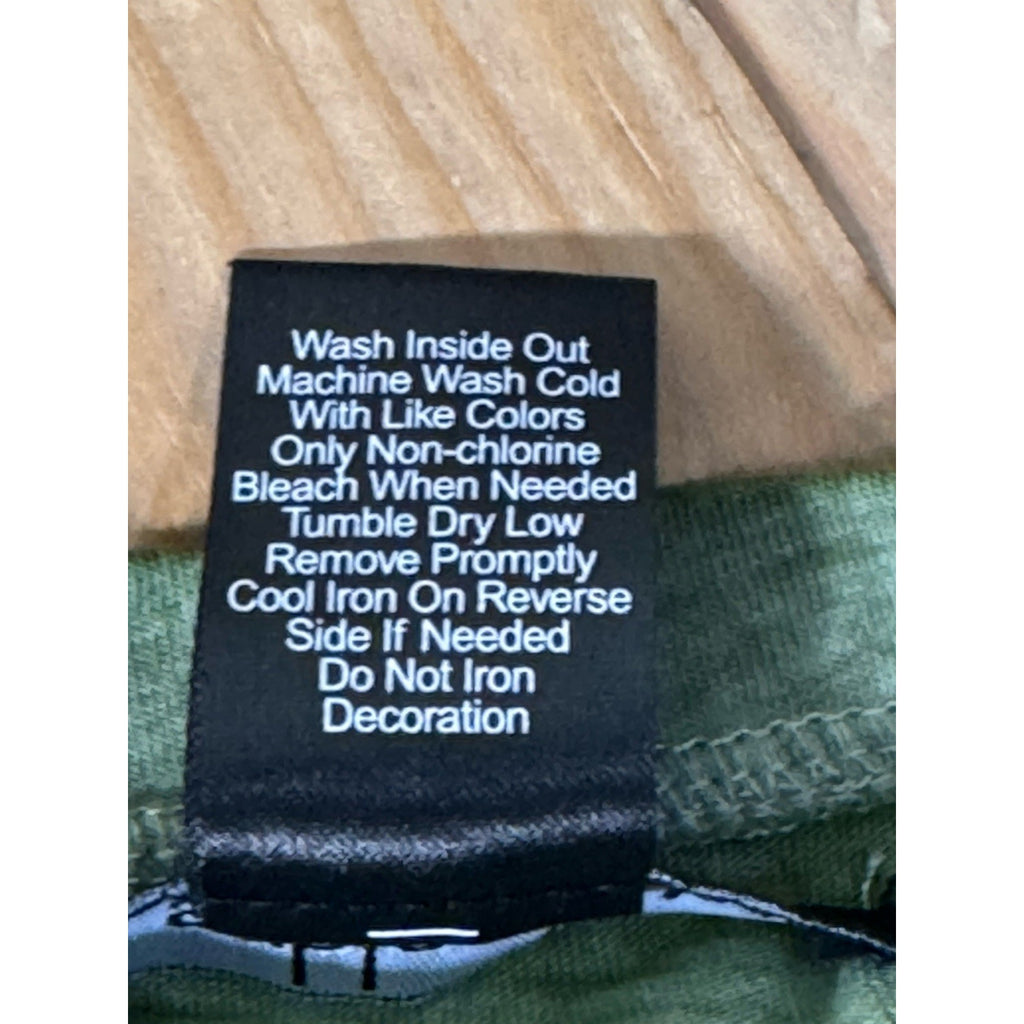 Wash Inside Out
Machine Wash Cold
With Like Colors
Only Non-chlorine
Bleach When Needed
Tumble Dry Low
Remove Promptly
Cool Iron On Reverse
Side If Needed
Do Not Iron
Decoration